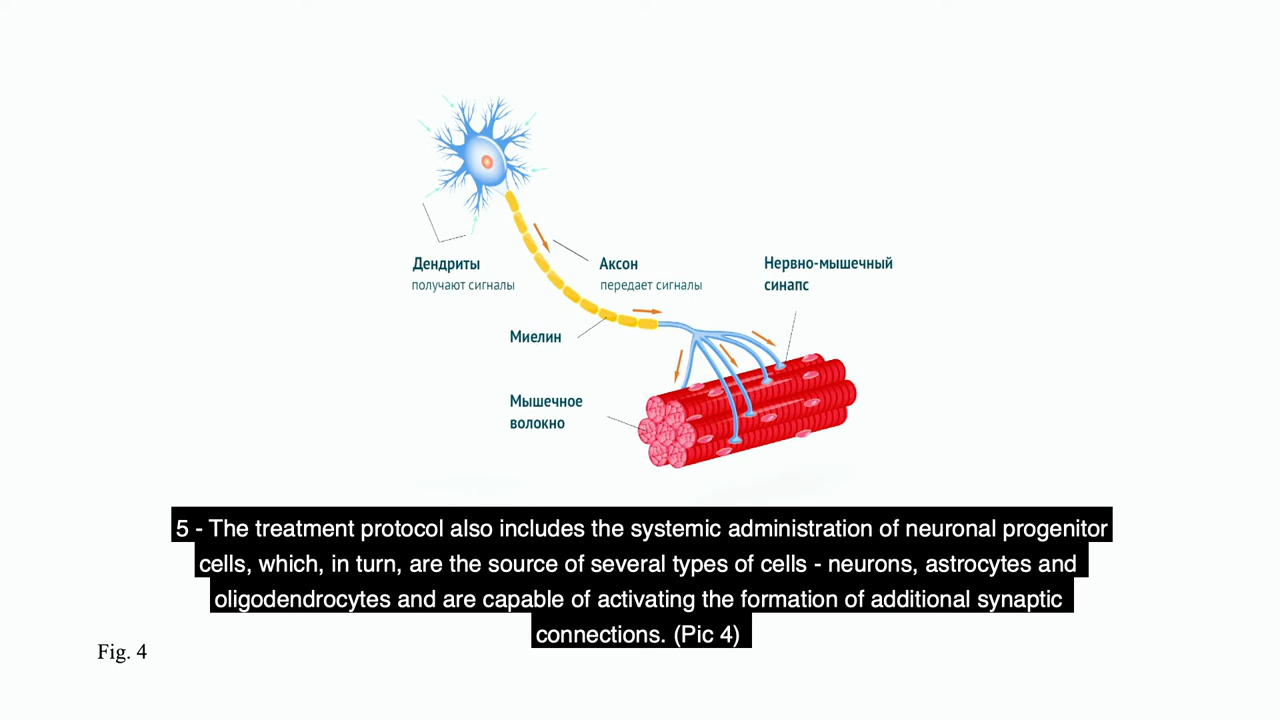 Дендриты
получают сигналы
Аксон
передает сигналы
Нервно-мышечный
синапс
Миелин
Мышечное
волокно
5 - The treatment protocol also includes the systemic administration of neuronal progenitor
cells, which, in turn, are the source of several types of cells - neurons, astrocytes and
oligodendrocytes and are capable of activating the formation of additional synaptic
connections. (Pic 4)
Fig. 4